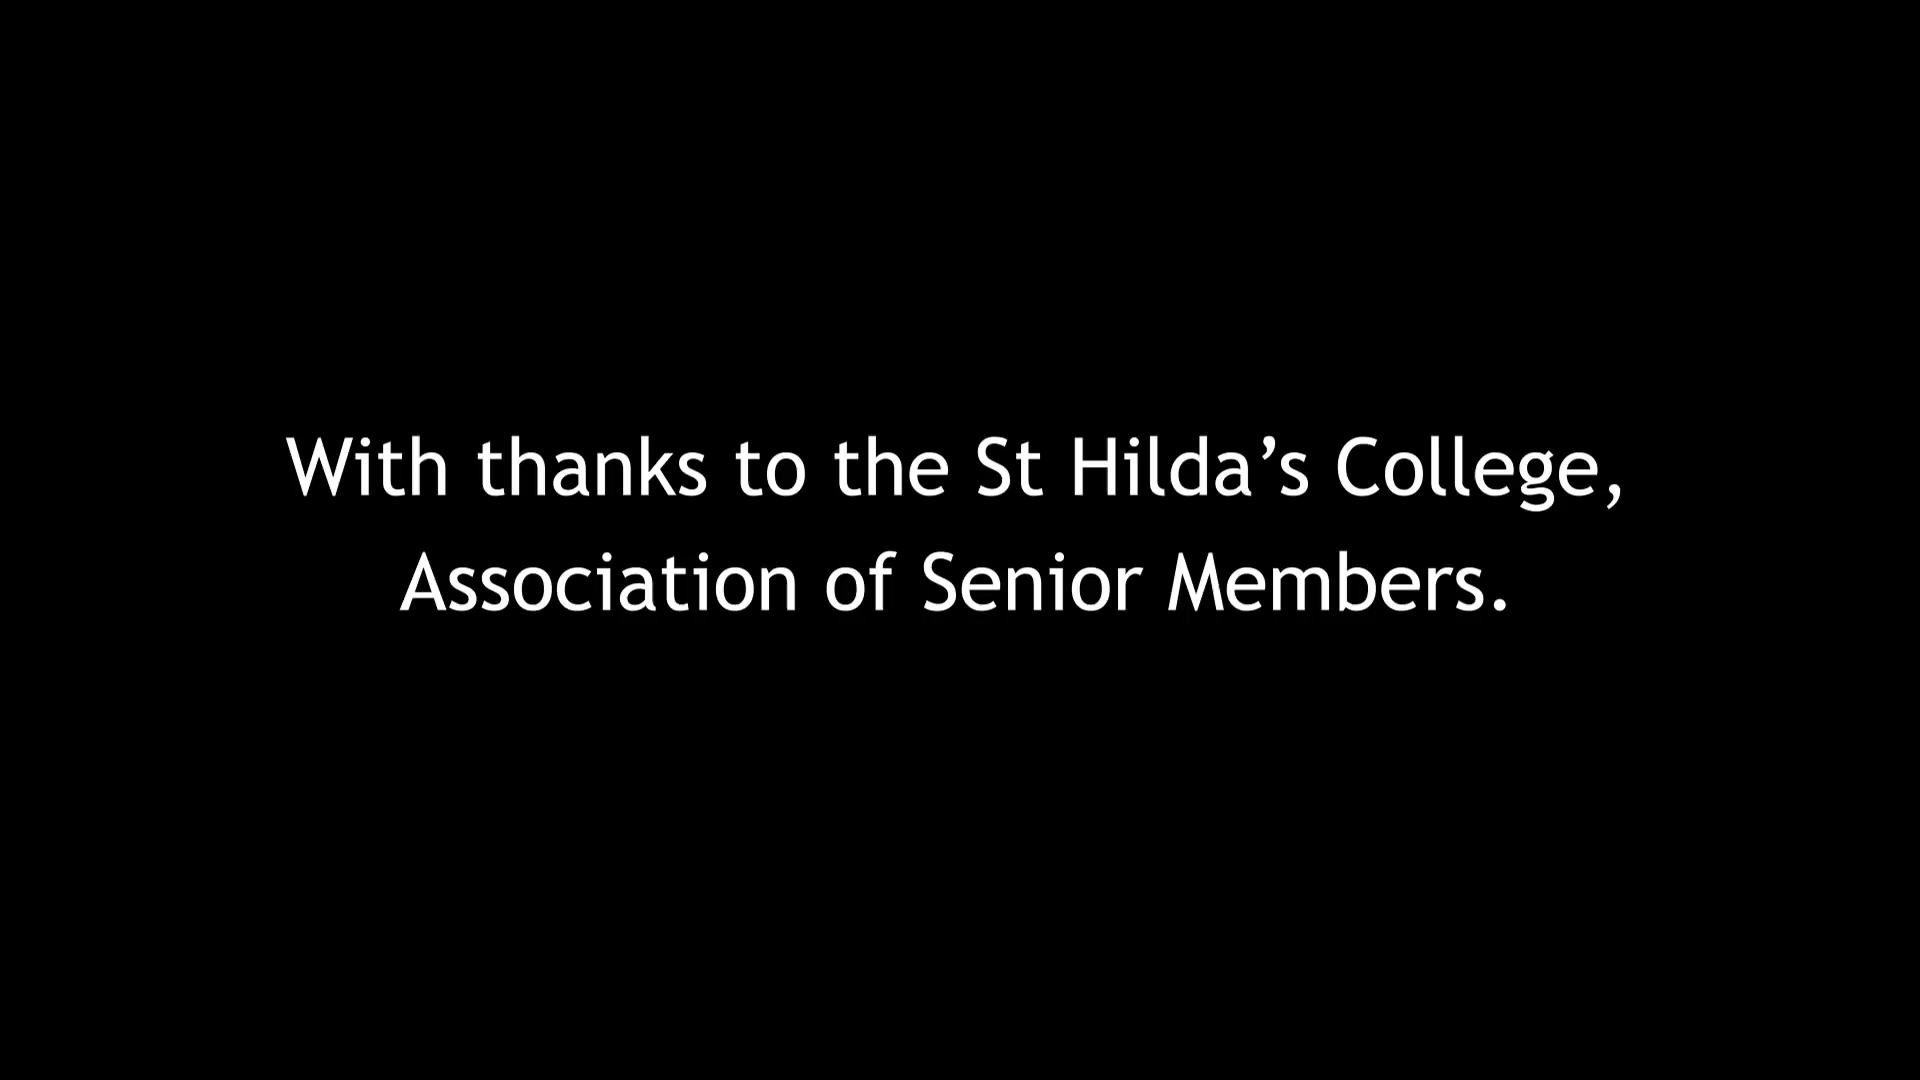 With thanks to the St Hilda’s College,
Association of Senior Members.